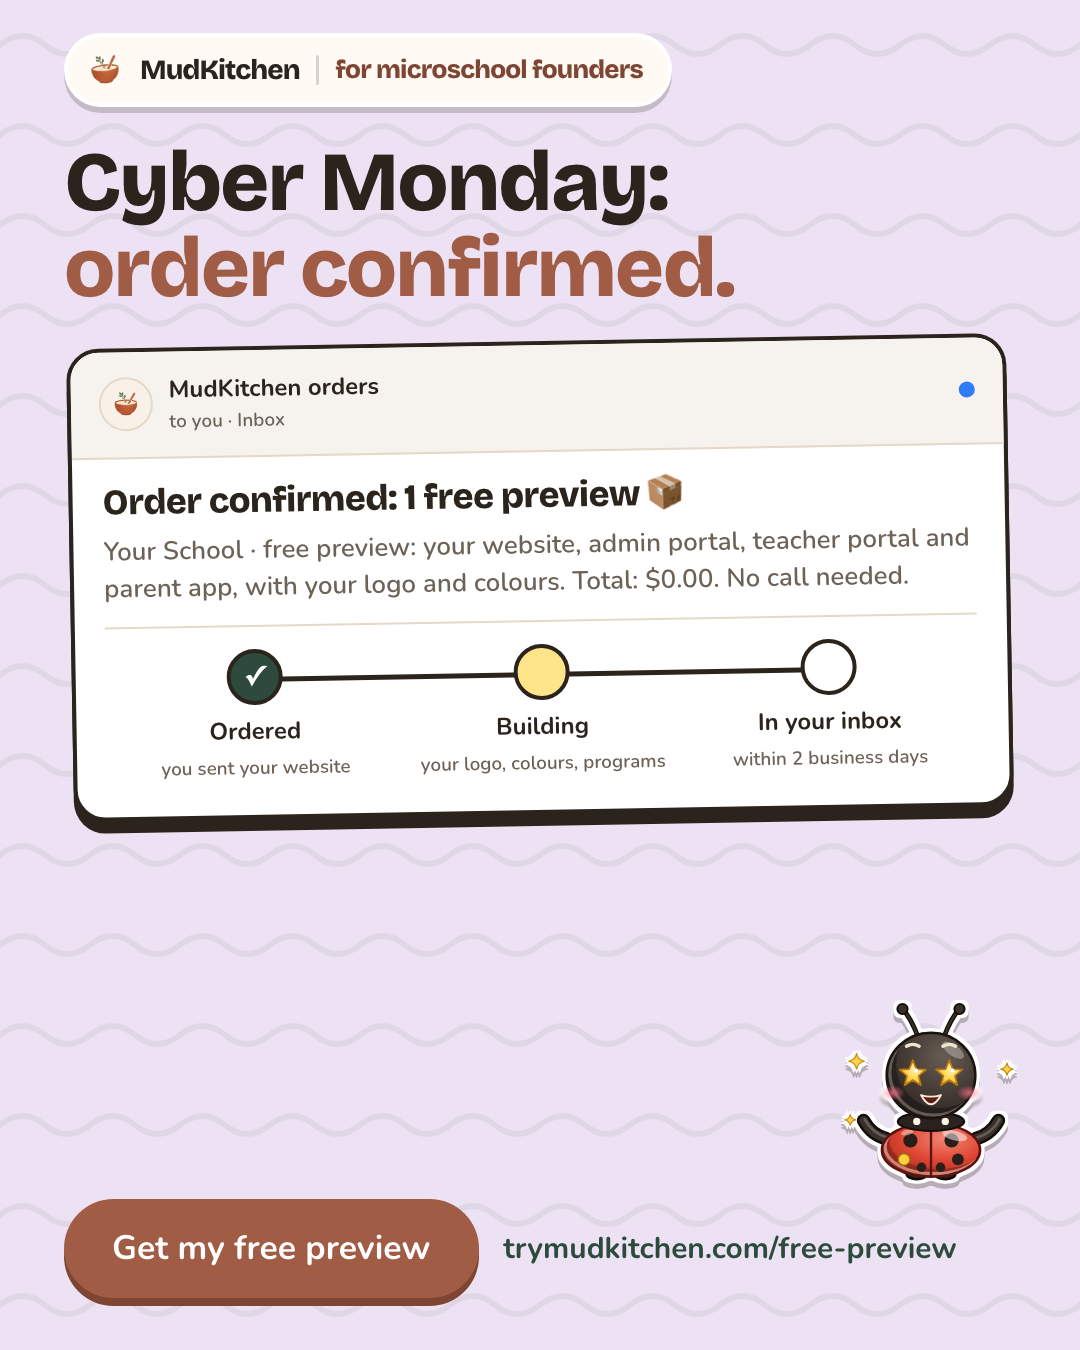 MudKitchen | for microschool founders
Cyber Monday:
order confirmed.
MudKitchen orders
to you · Inbox
Order confirmed: 1 free preview 📦
Your School · free preview: your website, admin portal, teacher portal and
parent app, with your logo and colours. Total: $0.00. No call needed.
✓
Ordered
you sent your website
Building
your logo, colours, programs
In your inbox
within 2 business days
Get my free preview
trymudkitchen.com/free-preview